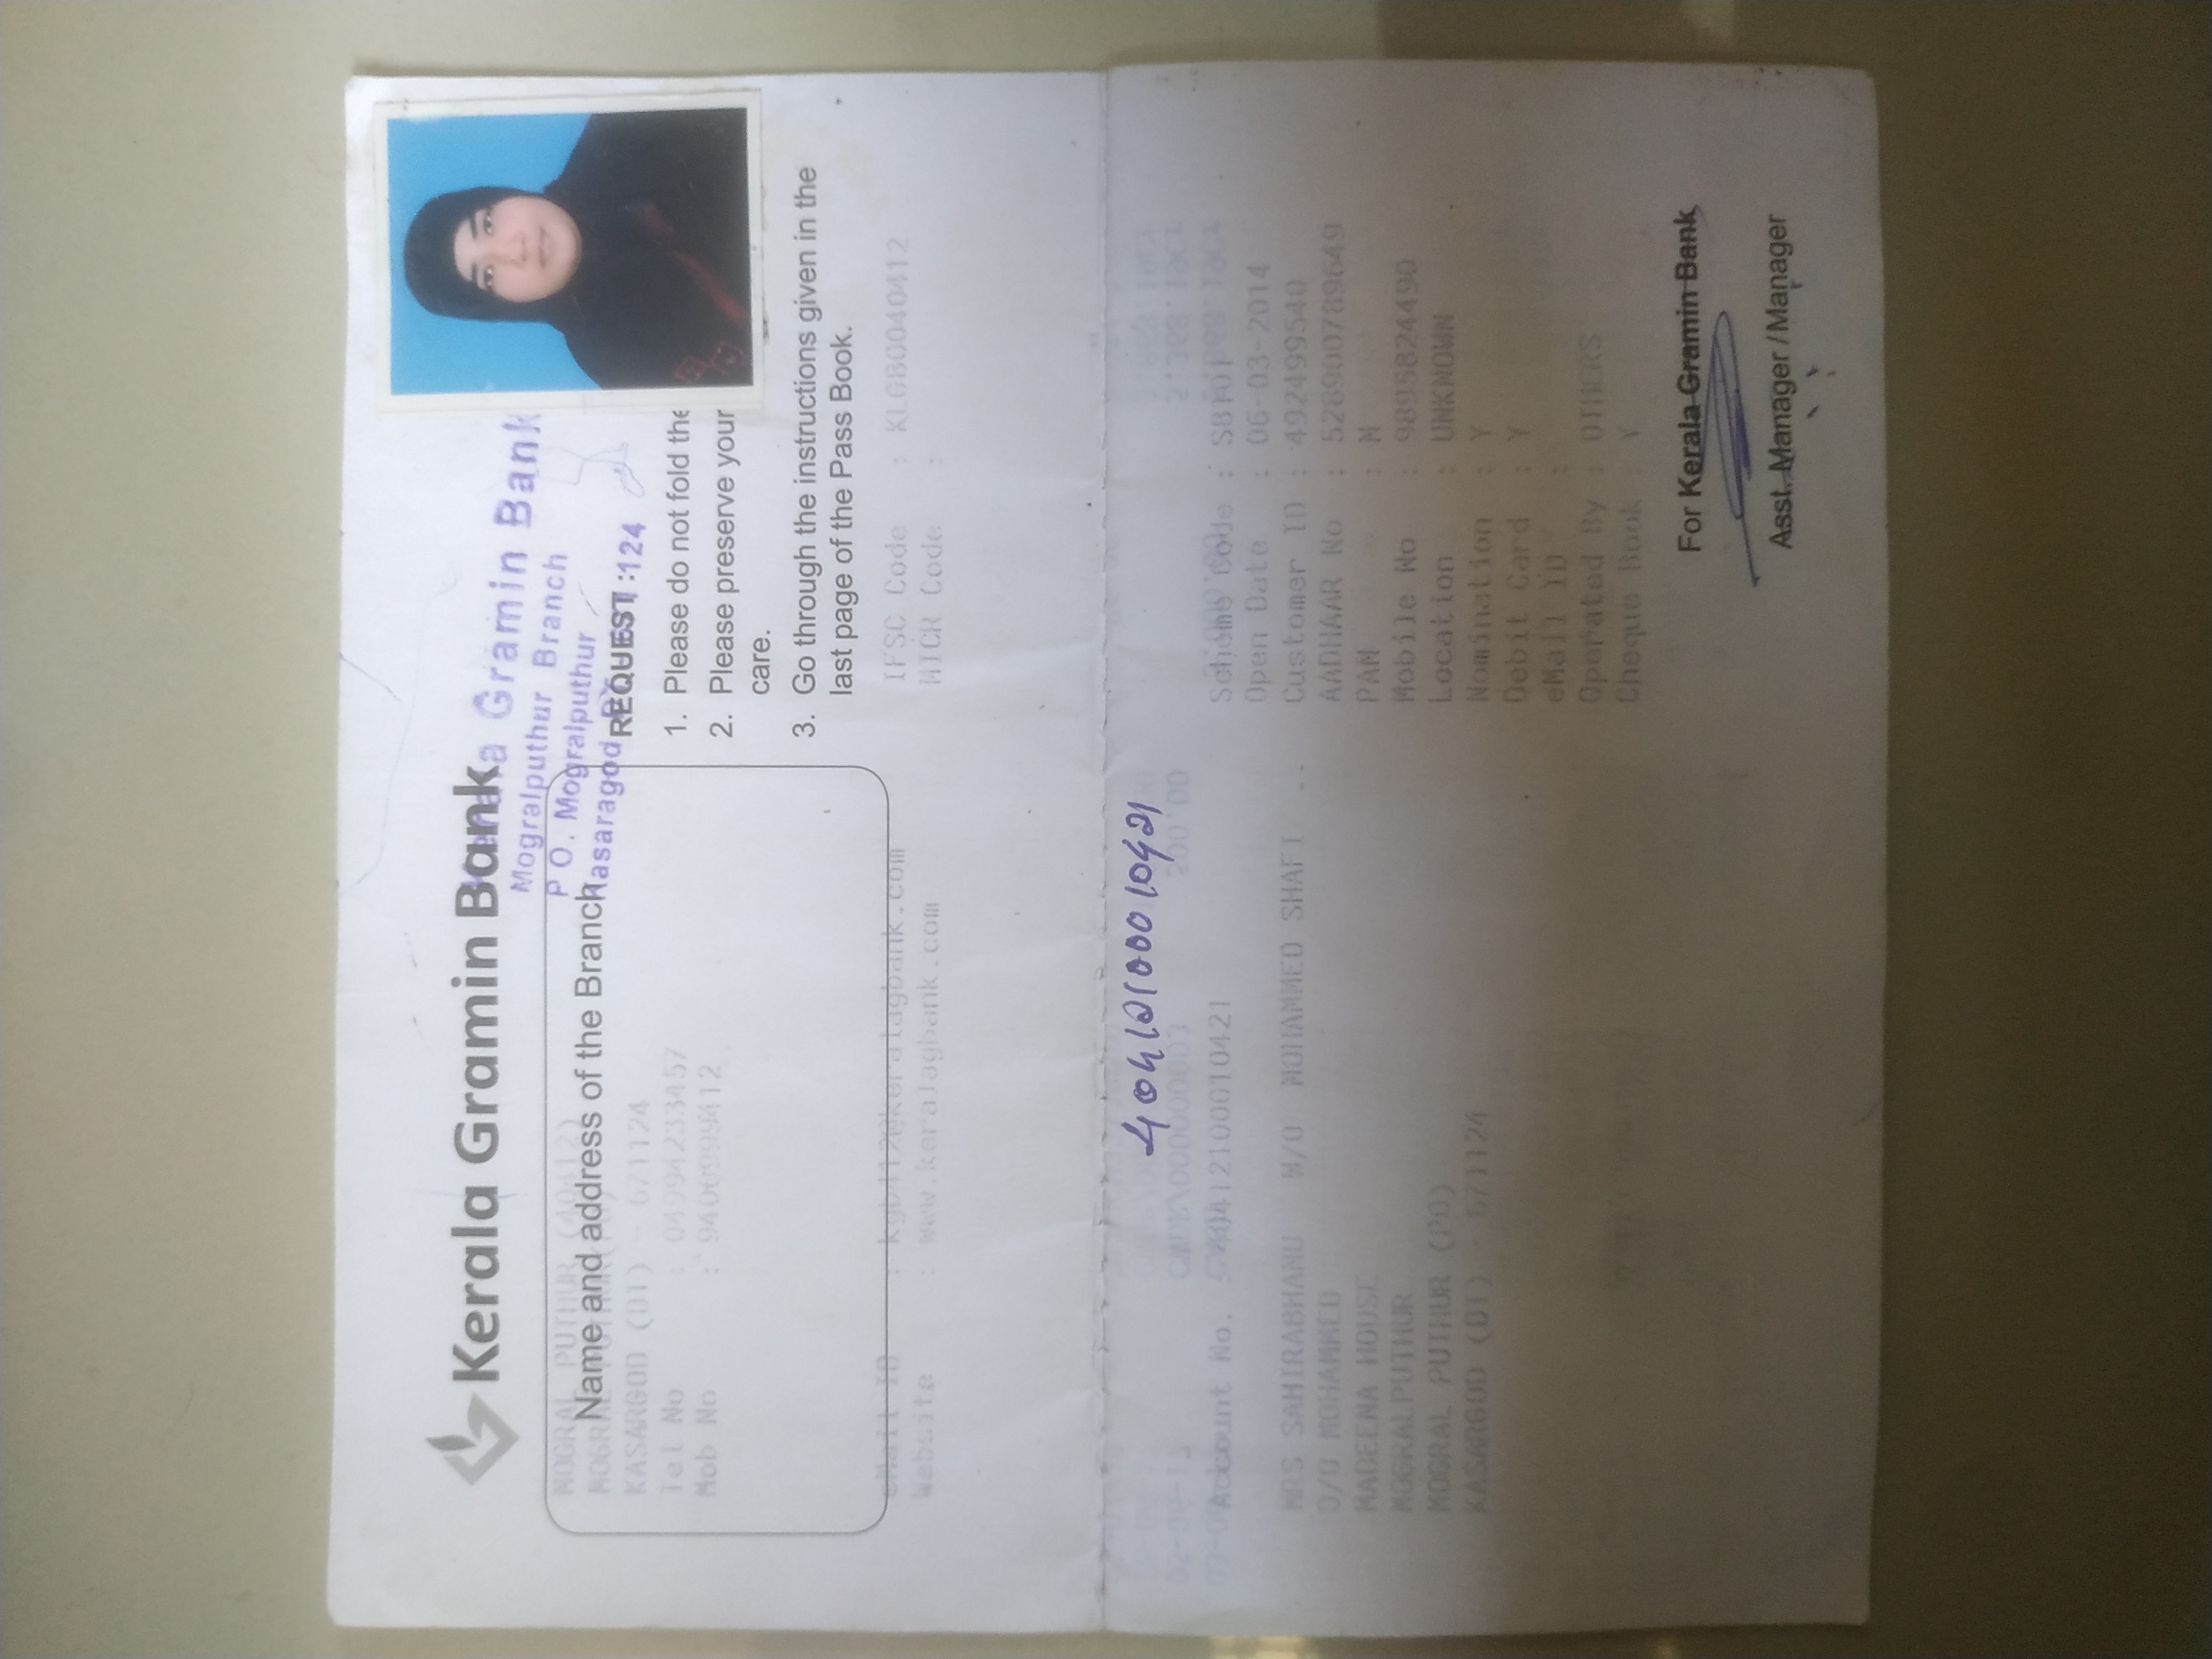 Kerala Gramin Bank
Kerala Gramin Bank
Mogralputhur Branch
P O. Mogralputhur
Kasaragod 124
Name and address of the Branch
MOGRAL PUTHUR (40412)
KASARGOD (DT) - 671124
Tel No : 04994233457
Mob No : 9400999412
REQUEST :
1. Please do not fold the
2. Please preserve your
care.
3. Go through the instructions given in the
last page of the Pass Book.
eMail ID : kgb412@keralagbank.com
IFSC Code : KLGB0040412
Website : www.keralagbank.com
MICR Code :
40412100010421
Account No. 40412100010421
Scheme Code :
Open Date : 06-03-2014
MRS SAHIRABHANU W/O MOHAMMED SHAFI ..
Customer ID : 492499540
D/O MOHAMMED
AADHAAR No : 528900789649
MADEENA HOUSE
PAN : N
MOGRALPUTHUR
Mobile No : 9895824490
MOGRAL PUTHUR (PO)
Location : UNKNOWN
KASARGOD (DT) - 671124
Nomination : Y
Debit Card : Y
eMail ID :
Operated By : OTHERS
Cheque Book : Y
For Kerala Gramin Bank
Asst. Manager / Manager